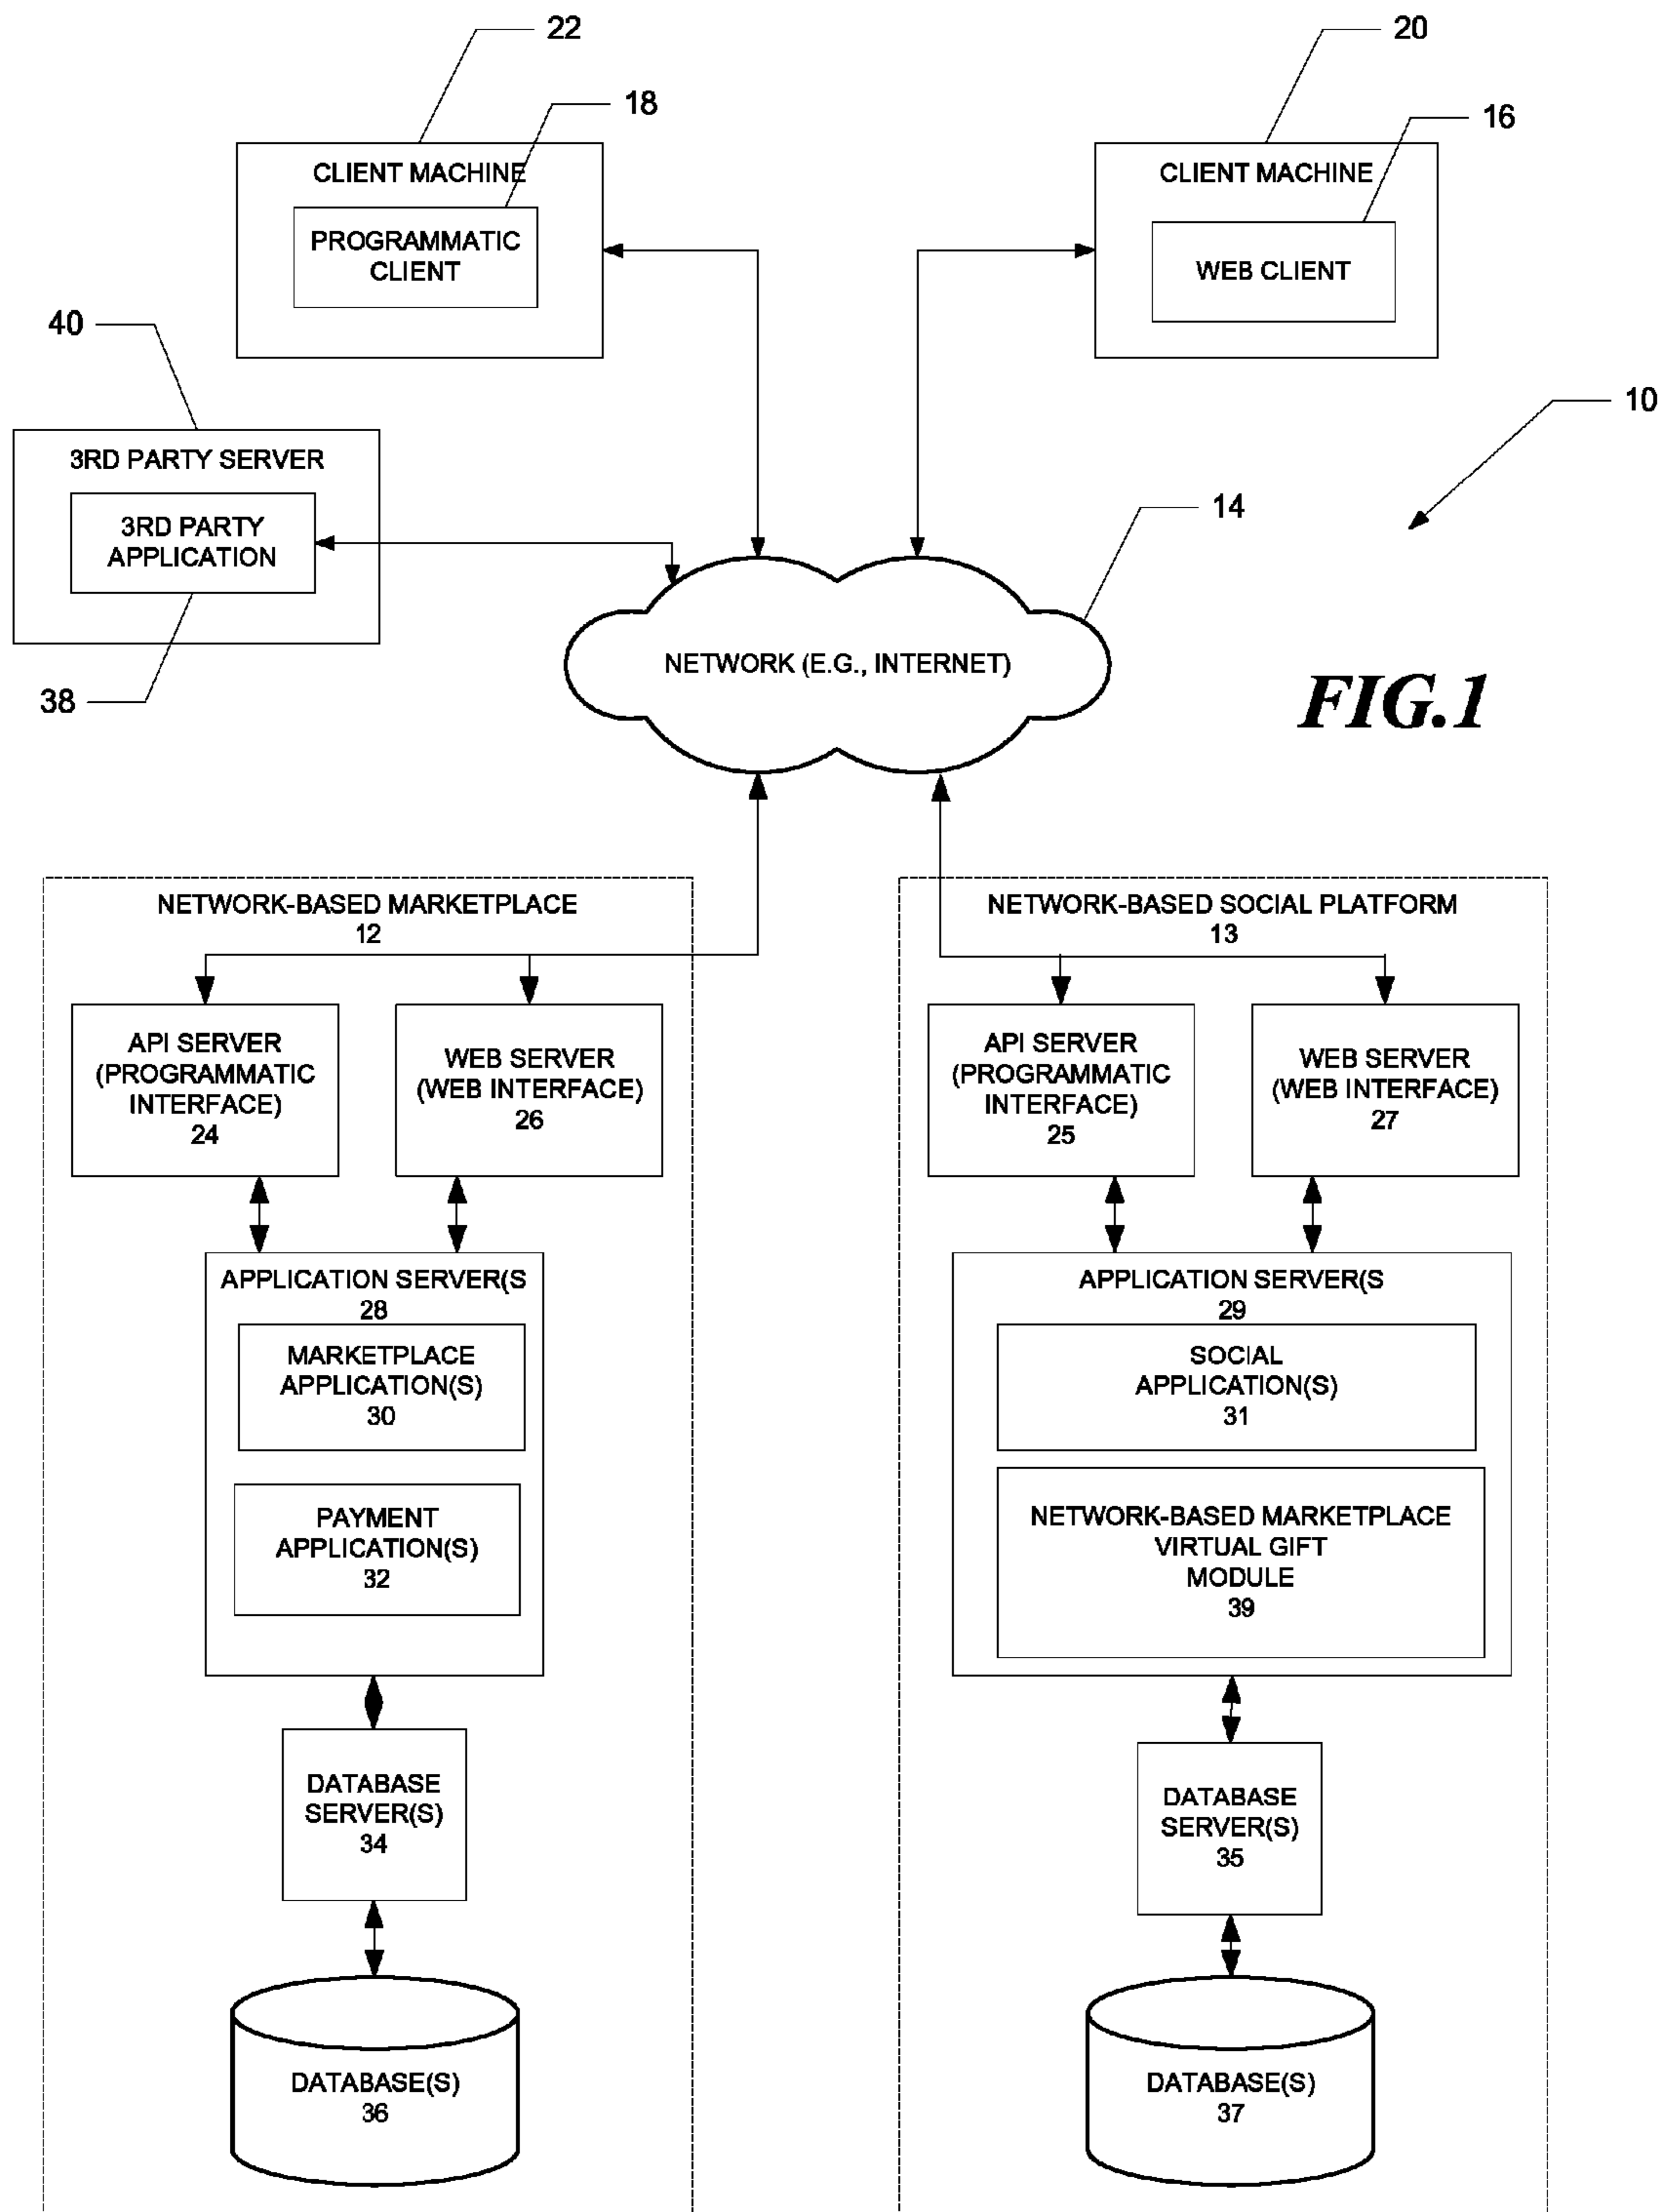 22
20
18
16
CLIENT MACHINE
PROGRAMMATIC
CLIENT
CLIENT MACHINE
WEB CLIENT
40
10
3RD PARTY SERVER
3RD PARTY
APPLICATION
38
14
NETWORK (E.G., INTERNET)
FIG.1
NETWORK-BASED MARKETPLACE
12
API SERVER
(PROGRAMMATIC
INTERFACE)
24
WEB SERVER
(WEB INTERFACE)
26
APPLICATION SERVER(S
28
MARKETPLACE
APPLICATION(S)
30
PAYMENT
APPLICATION(S)
32
DATABASE
SERVER(S)
34
DATABASE(S)
36
NETWORK-BASED SOCIAL PLATFORM
13
API SERVER
(PROGRAMMATIC
INTERFACE)
25
WEB SERVER
(WEB INTERFACE)
27
APPLICATION SERVER(S
29
SOCIAL
APPLICATION(S)
31
NETWORK-BASED MARKETPLACE
VIRTUAL GIFT
MODULE
39
DATABASE
SERVER(S)
35
DATABASE(S)
37